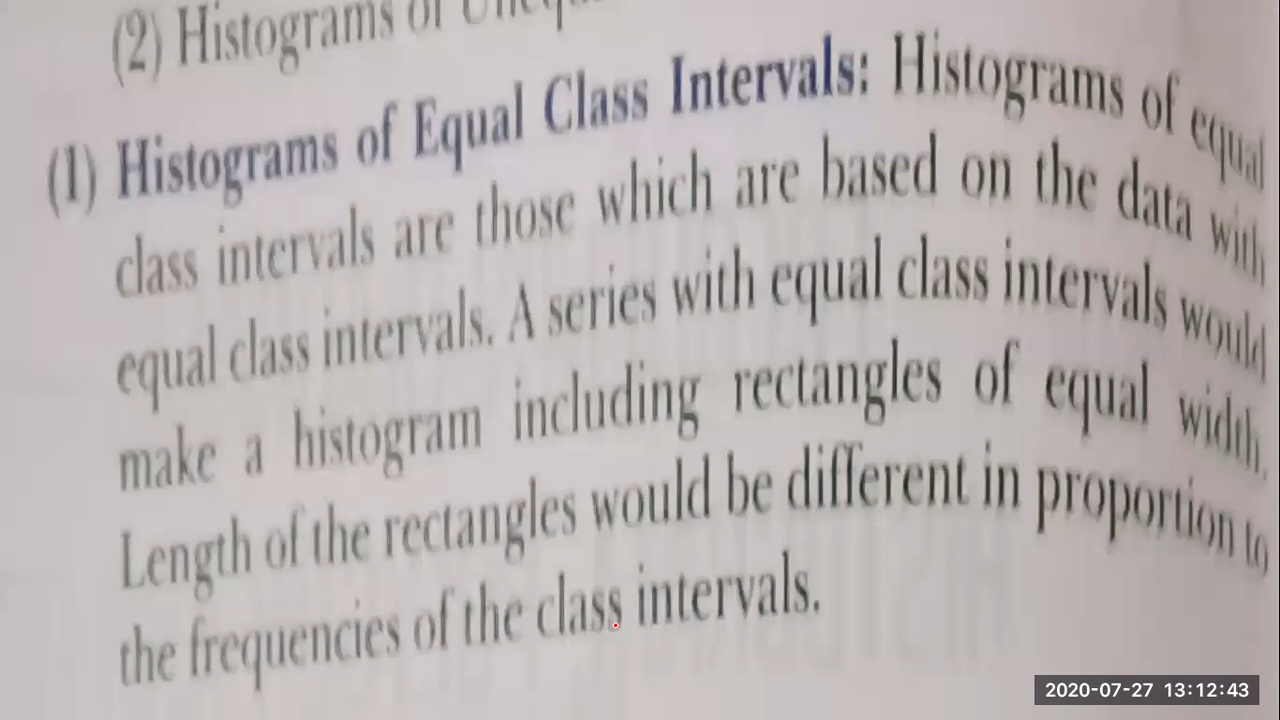 (2) Histograms of Unequ
(1) Histograms of Equal Class Intervals: Histograms of equal
class intervals are those which are based on the data with
equal class intervals. A series with equal class intervals would
make a histogram including rectangles of equal width.
Length of the rectangles would be different in proportion to
the frequencies of the class intervals.
2020-07-27 13:12:43